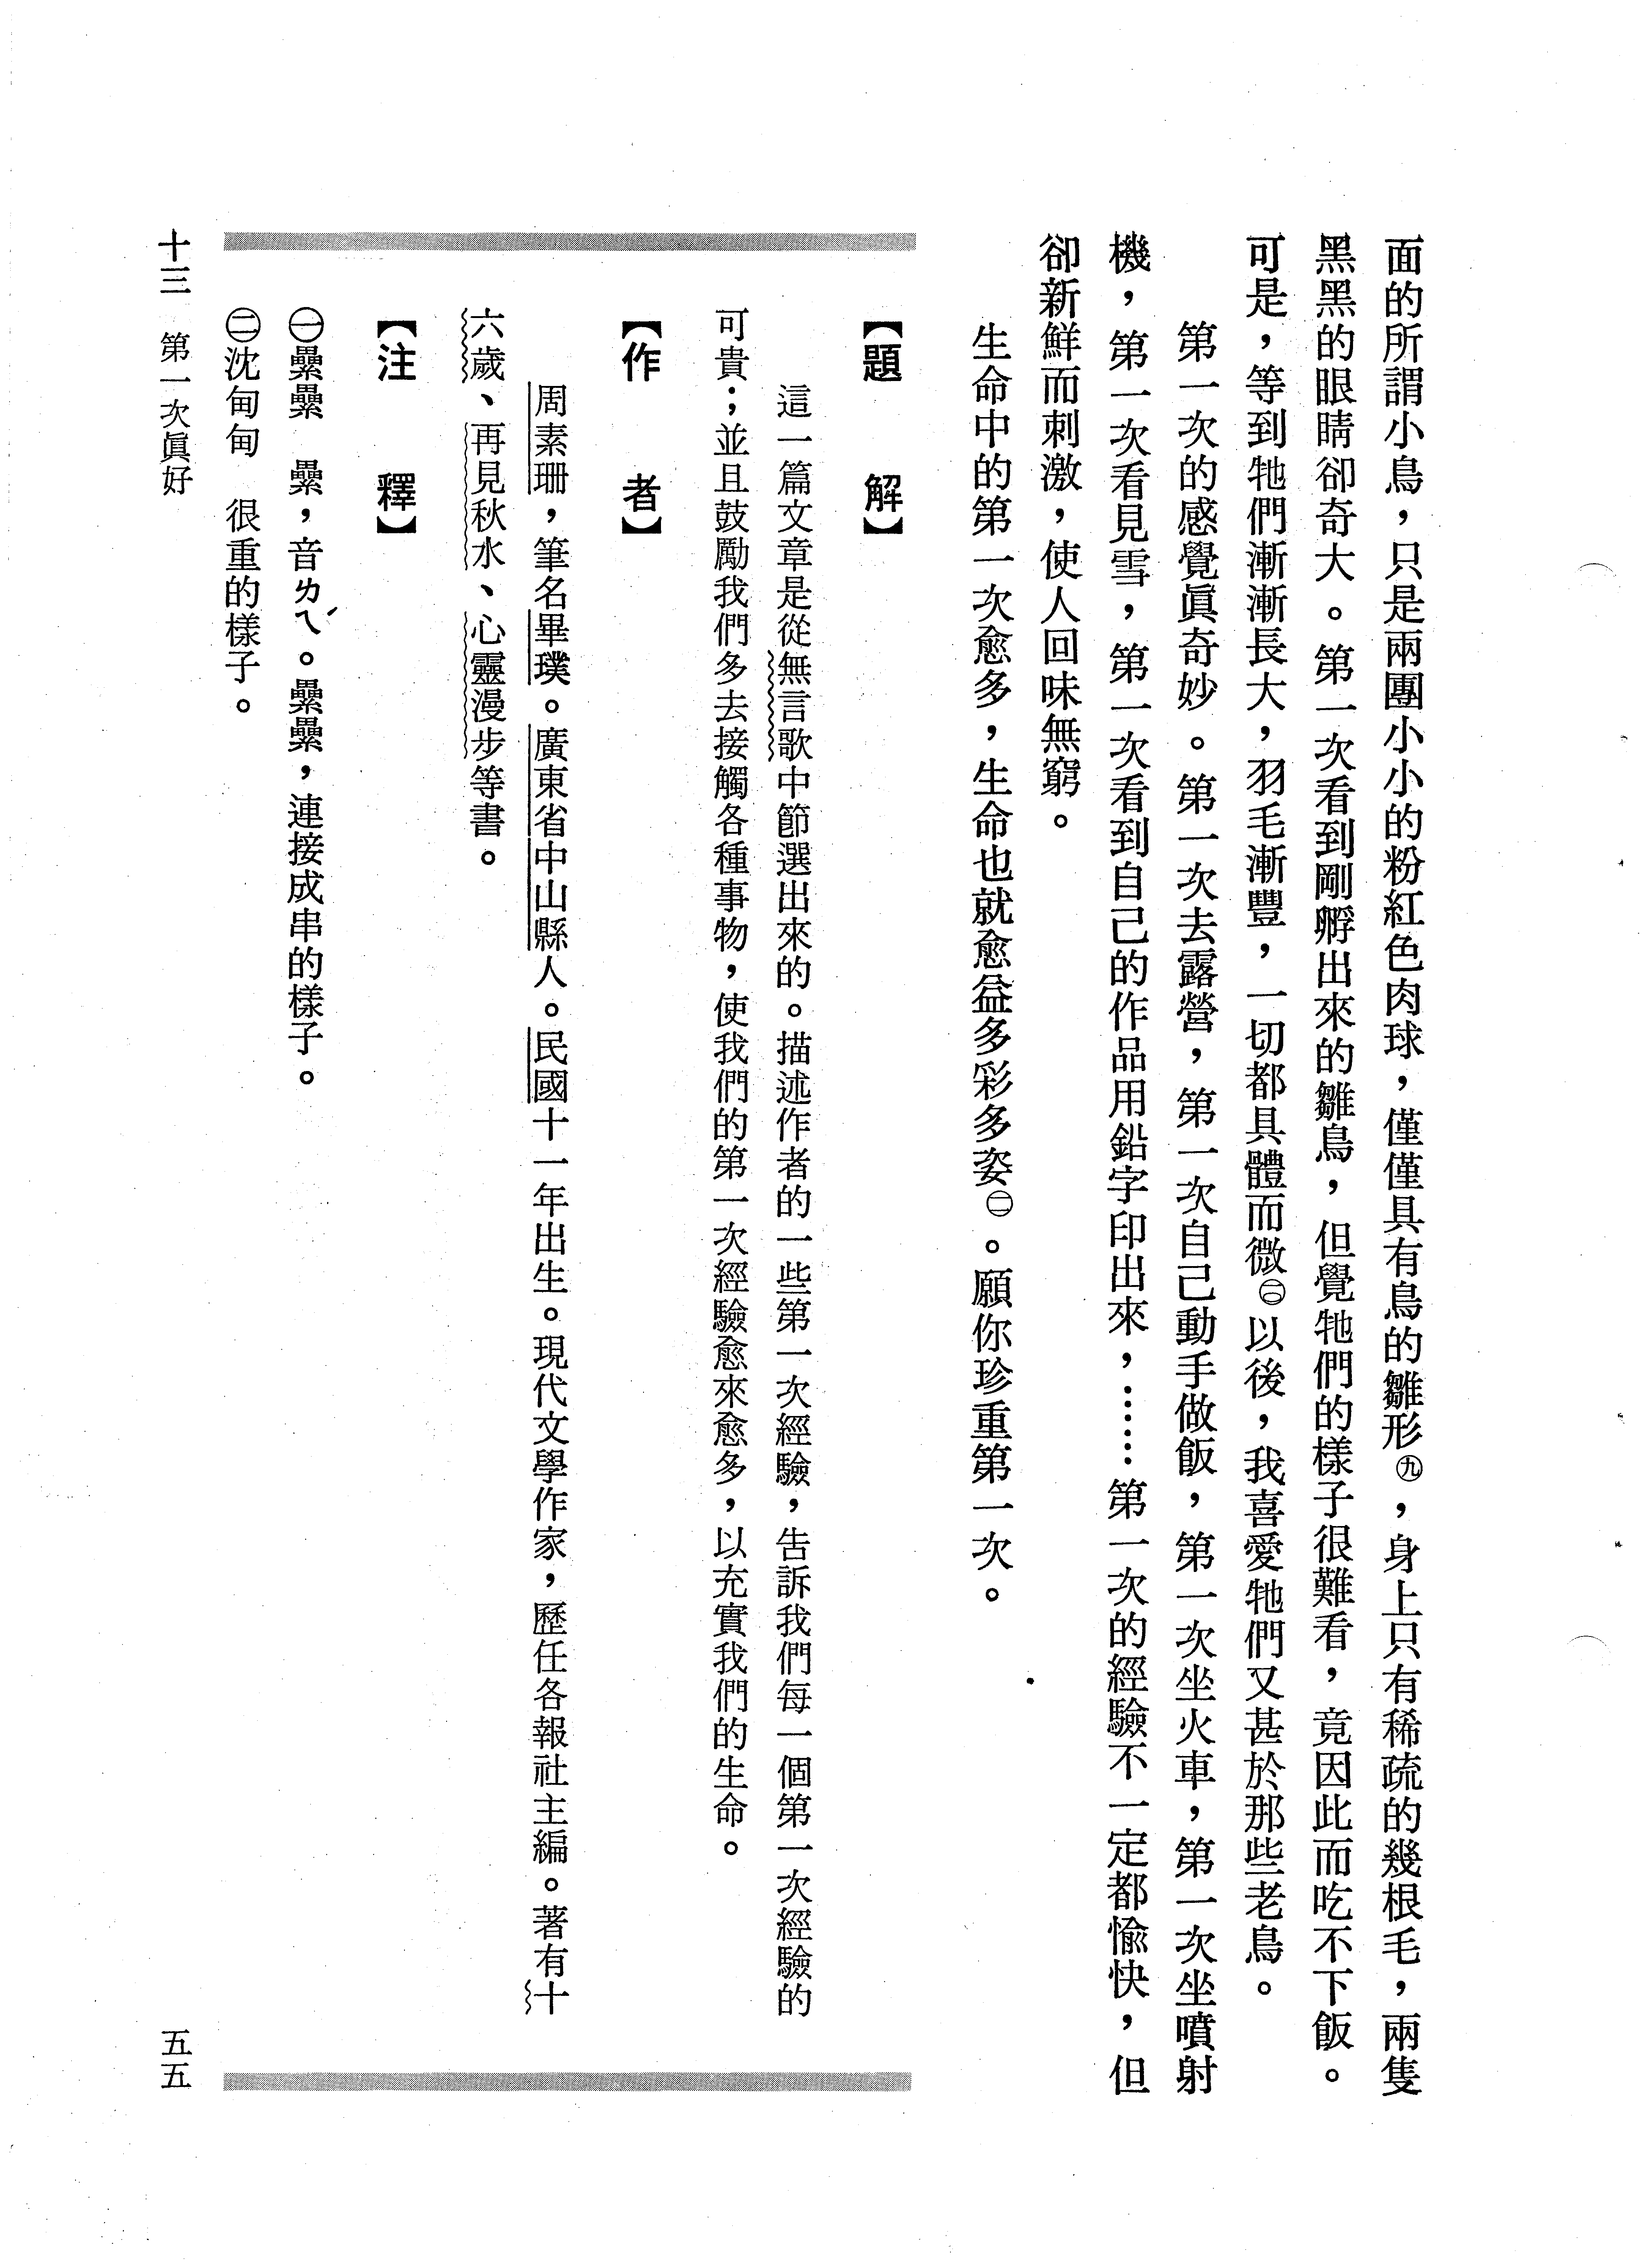 面的所謂小鳥，只是兩團小小的粉紅色肉球，僅僅具有鳥的雛形㊈，身上只有稀疏的幾根毛，兩隻
黑黑的眼睛卻奇大。第一次看到剛孵出來的雛鳥，但覺牠們的樣子很難看，竟因此而吃不下飯。
可是，等到牠們漸漸長大，羽毛漸豐，一切都具體而微以後，我喜愛牠們又甚於那些老鳥。
第一次的感覺眞奇妙。第一次去露營，第一次自己動手做飯，第一次坐火車，第一次坐噴射
機，第一次看見雪，第一次看到自己的作品用鉛字印出來，……第一次的經驗不一定都愉快，但
卻新鮮而刺激，使人回味無窮。
生命中的第一次愈多，生命也就愈益多彩多姿。願你珍重第一次。
【題　解】
這一篇文章是從無言歌中節選出來的。描述作者的一些第一次經驗，告訴我們每一個第一次經驗的
可貴；並且鼓勵我們多去接觸各種事物，使我們的第一次經驗愈來愈多，以充實我們的生命。
【作　者】
周素珊，筆名畢璞。廣東省中山縣人。民國十一年出生。現代文學作家，歷任各報社主編。著有十
六歲、再見秋水、心靈漫步等書。
【注　釋】
㊀纍纍　纍，音ㄌㄟˊ。纍纍，連接成串的樣子。
㊁沈甸甸　很重的樣子。
十三　第一次眞好
五五